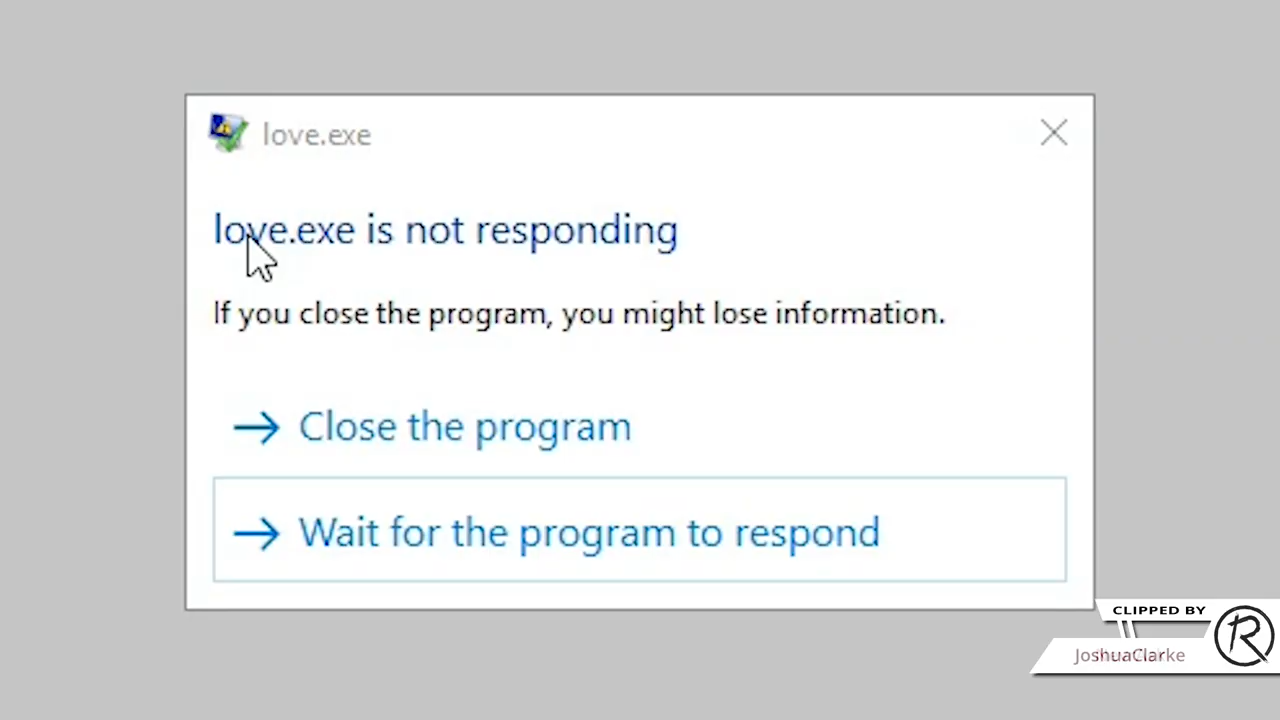 love.exe
love.exe is not responding
If you close the program, you might lose information.
Close the program
Wait for the program to respond
CLIPPED BY
R
JoshuaClarke